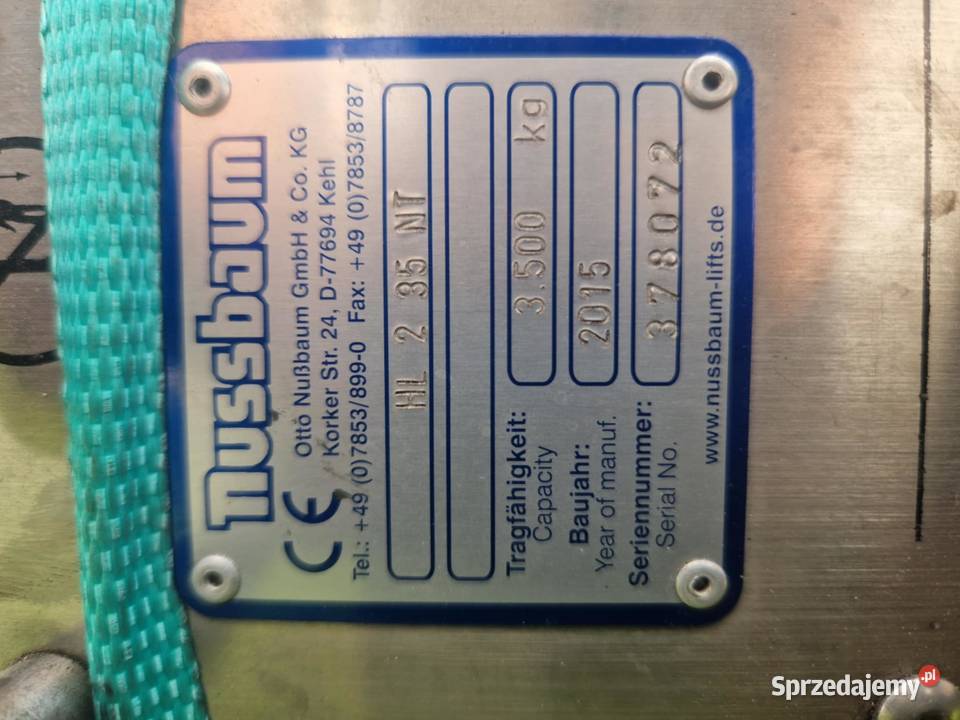 Nussbaum
CE
Otto Nußbaum GmbH & Co. KG
Korker Str. 24, D-77694 Kehl
Tel.: +49 (0)7853/899-0 Fax: +49 (0)7853/8787
HL 2 35 NT
Tragfähigkeit: 3.500 kg
Capacity
Baujahr: 2015
Year of manuf.
Seriennummer: 378072
Serial No.
www.nussbaum-lifts.de
Sprzedajemy.pl